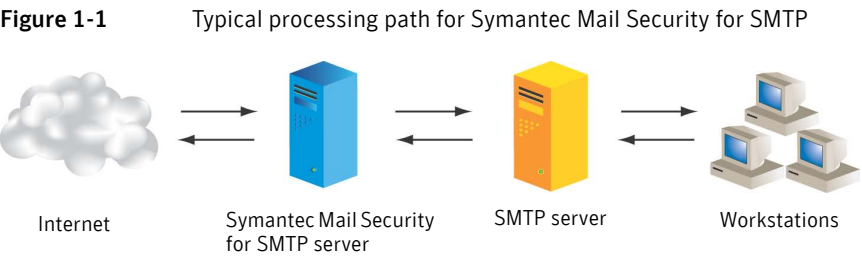 Figure 1-1 Typical processing path for Symantec Mail Security for SMTP
Internet
Symantec Mail Security
for SMTP server
SMTP server
Workstations